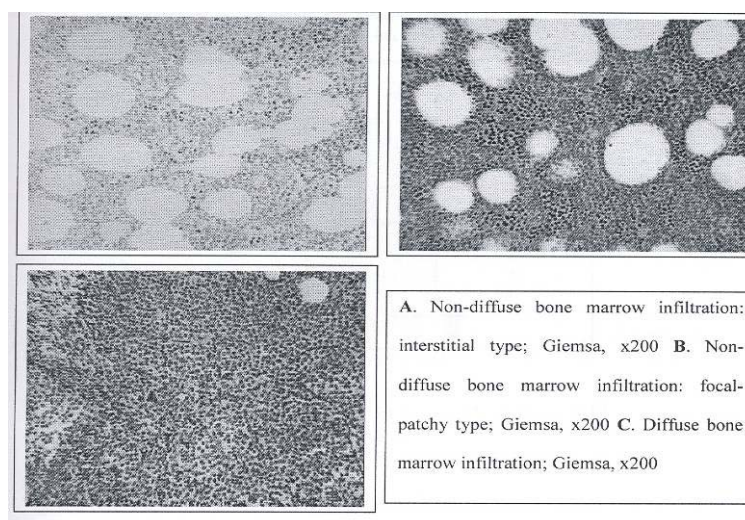 A. Non-diffuse bone marrow infiltration:
interstitial type; Giemsa, x200 B. Non-
diffuse bone marrow infiltration: focal-
patchy type; Giemsa, x200 C. Diffuse bone
marrow infiltration; Giemsa, x200